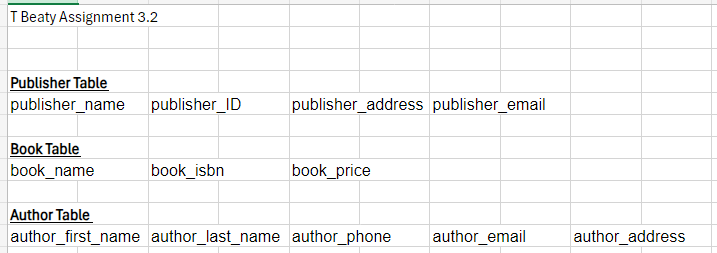 T Beaty Assignment 3.2
Publisher Table
publisher_name publisher_ID publisher_address publisher_email
Book Table
book_name book_isbn book_price
Author Table
author_first_name author_last_name author_phone author_email author_address